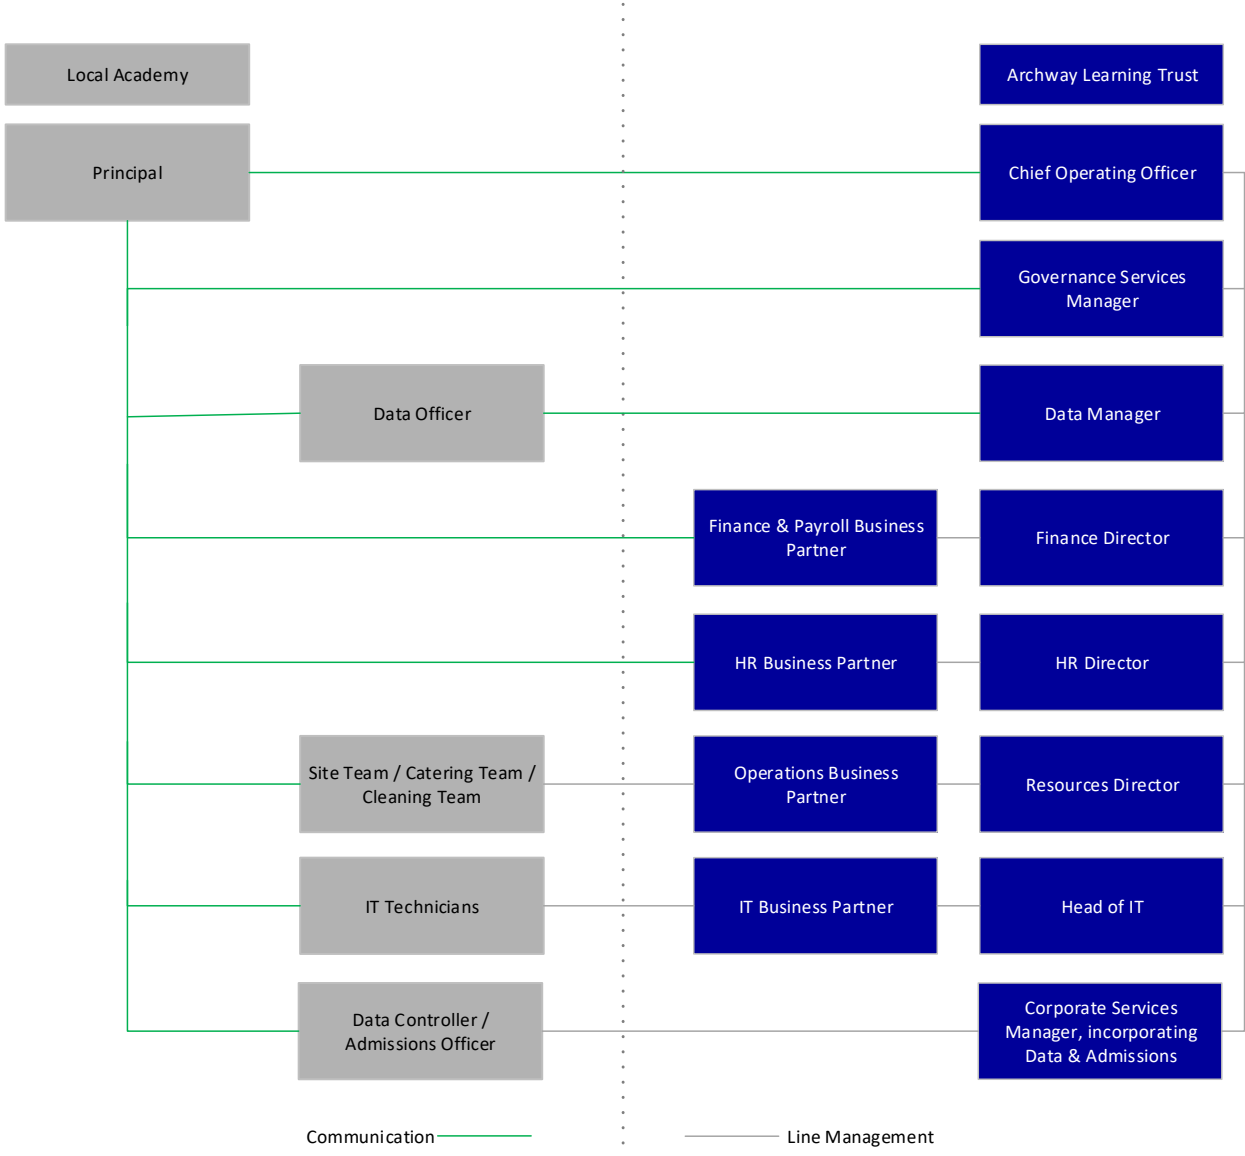 Local Academy
Archway Learning Trust
Principal
Chief Operating Officer
Governance Services
Manager
Data Officer
Data Manager
Finance & Payroll Business
Partner
Finance Director
HR Business Partner
HR Director
Site Team / Catering Team /
Cleaning Team
Operations Business
Partner
Resources Director
IT Technicians
IT Business Partner
Head of IT
Data Controller /
Admissions Officer
Corporate Services
Manager, incorporating
Data & Admissions
Communication
Line Management